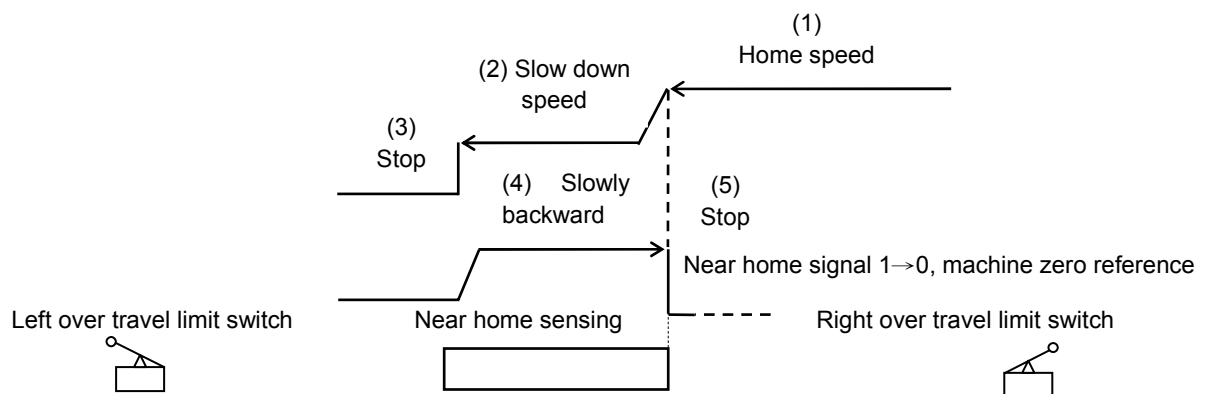 (1)
Home speed
(2) Slow down
speed
(3)
Stop
(4) Slowly
backward
(5)
Stop
Near home signal 1→0, machine zero reference
Left over travel limit switch
Near home sensing
Right over travel limit switch